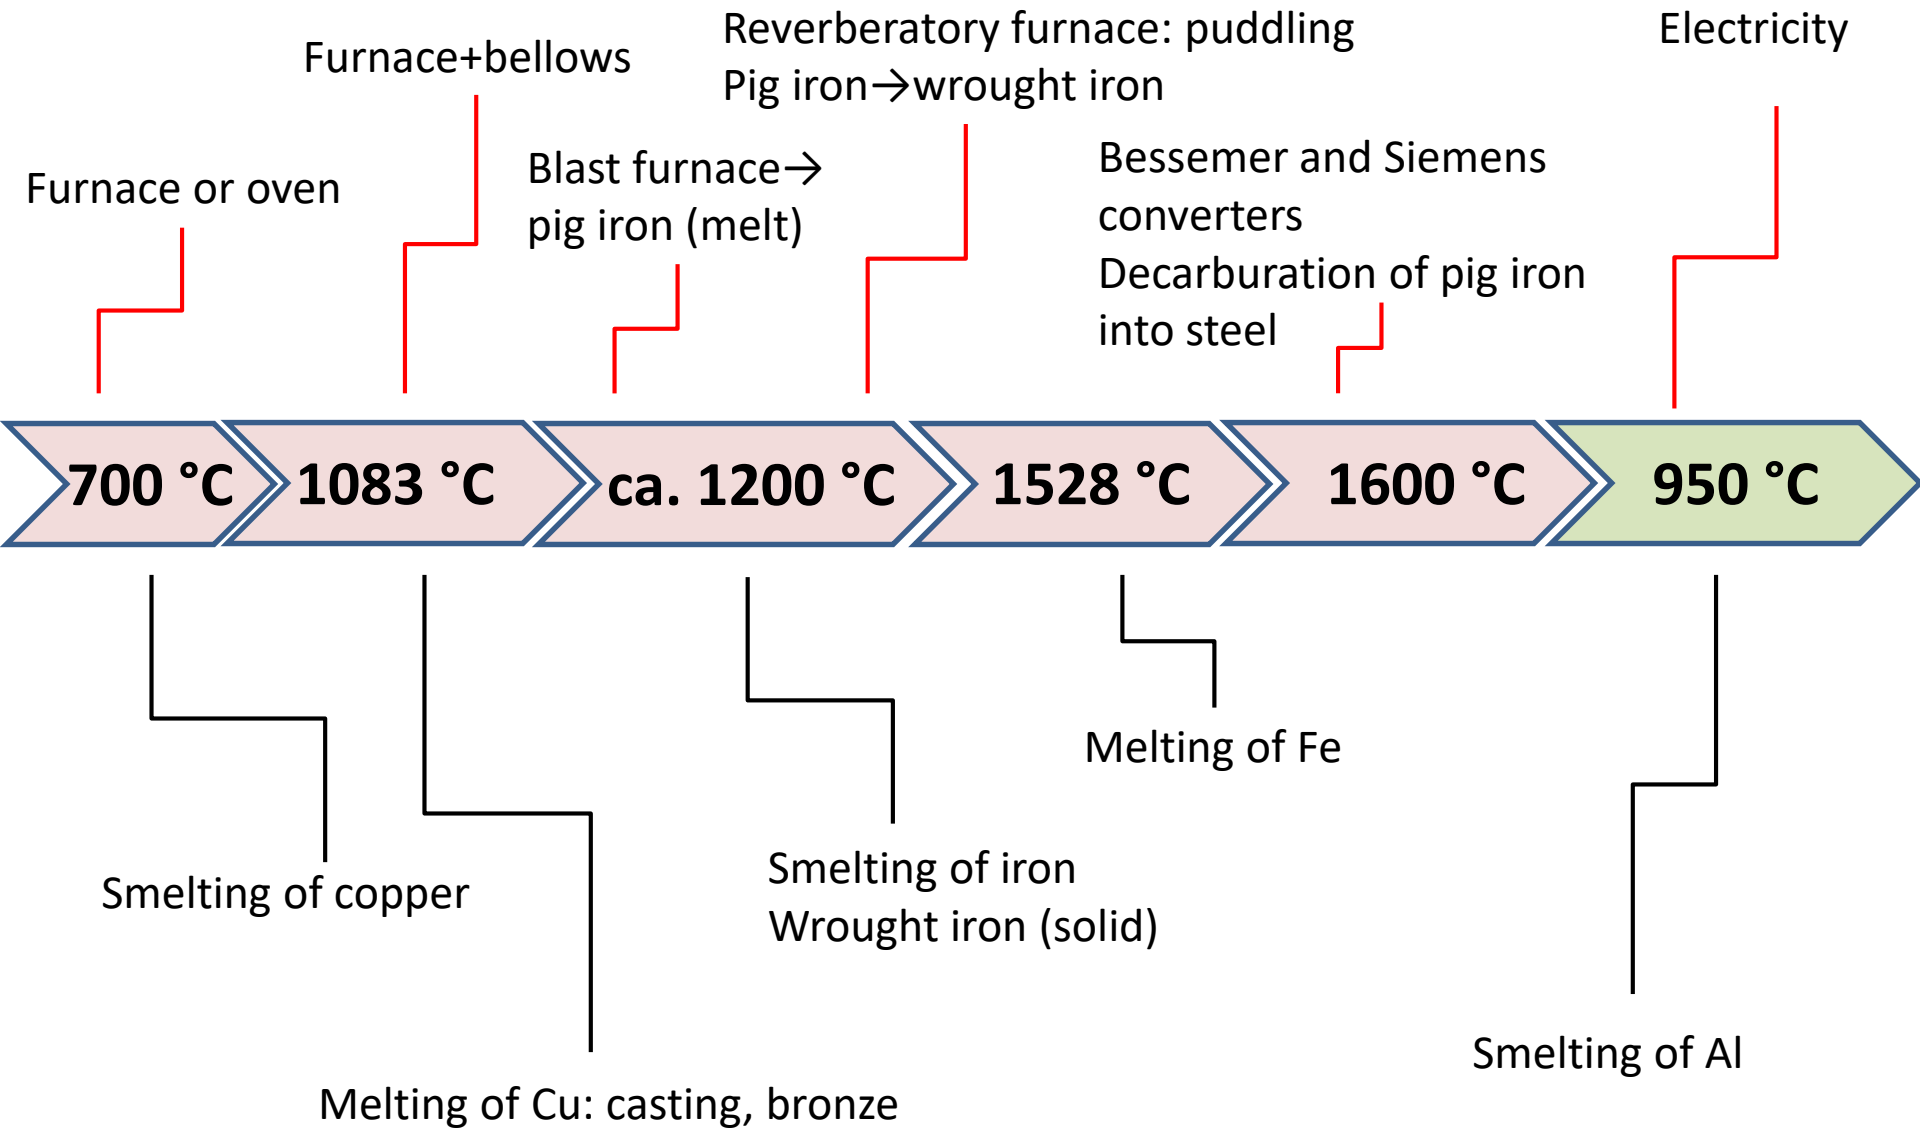 Furnace or oven
Furnace+bellows
Blast furnace→
pig iron (melt)
Reverberatory furnace: puddling
Pig iron→wrought iron
Bessemer and Siemens
converters
Decarburation of pig iron
into steel
Electricity
700 °C
1083 °C
ca. 1200 °C
1528 °C
1600 °C
950 °C
Smelting of copper
Melting of Cu: casting, bronze
Smelting of iron
Wrought iron (solid)
Melting of Fe
Smelting of Al